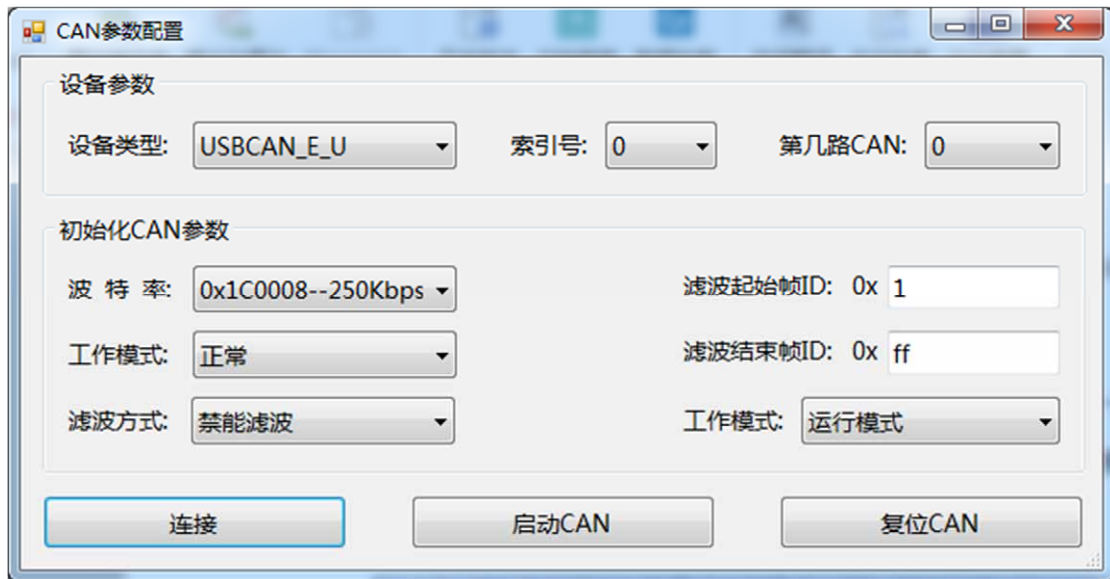 CAN参数配置
设备参数
设备类型: USBCAN_E_U 索引号: 0 第几路CAN: 0
初始化CAN参数
波 特 率: 0x1C0008--250Kbps 滤波起始帧ID: 0x 1
工作模式: 正常 滤波结束帧ID: 0x ff
滤波方式: 禁能滤波 工作模式: 运行模式
连接 启动CAN 复位CAN